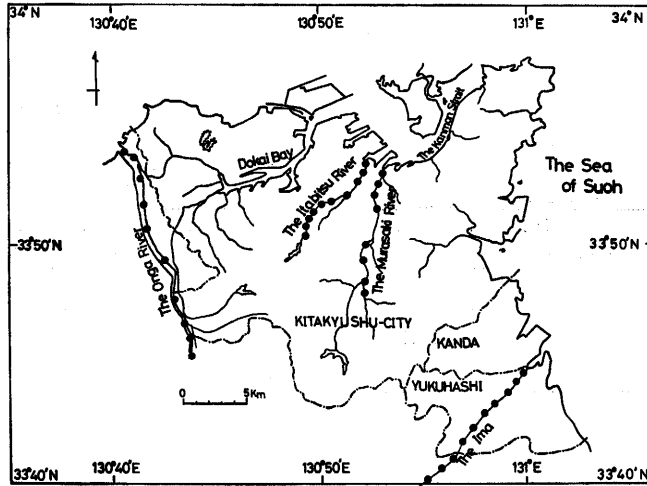 34°N
130°40'E
130°50'E
131°E
34°N
The Kanmon Strait
Dokai Bay
The Itabitsu River
The Sea
of Suoh
33°50'N
The Onga River
The Murasaki River
33°50'N
KITAKYUSHU-CITY
KANDA
YUKUHASHI
0 5Km
The Ima
33°40'N
130°40'E
130°50'E
131°E
33°40'N